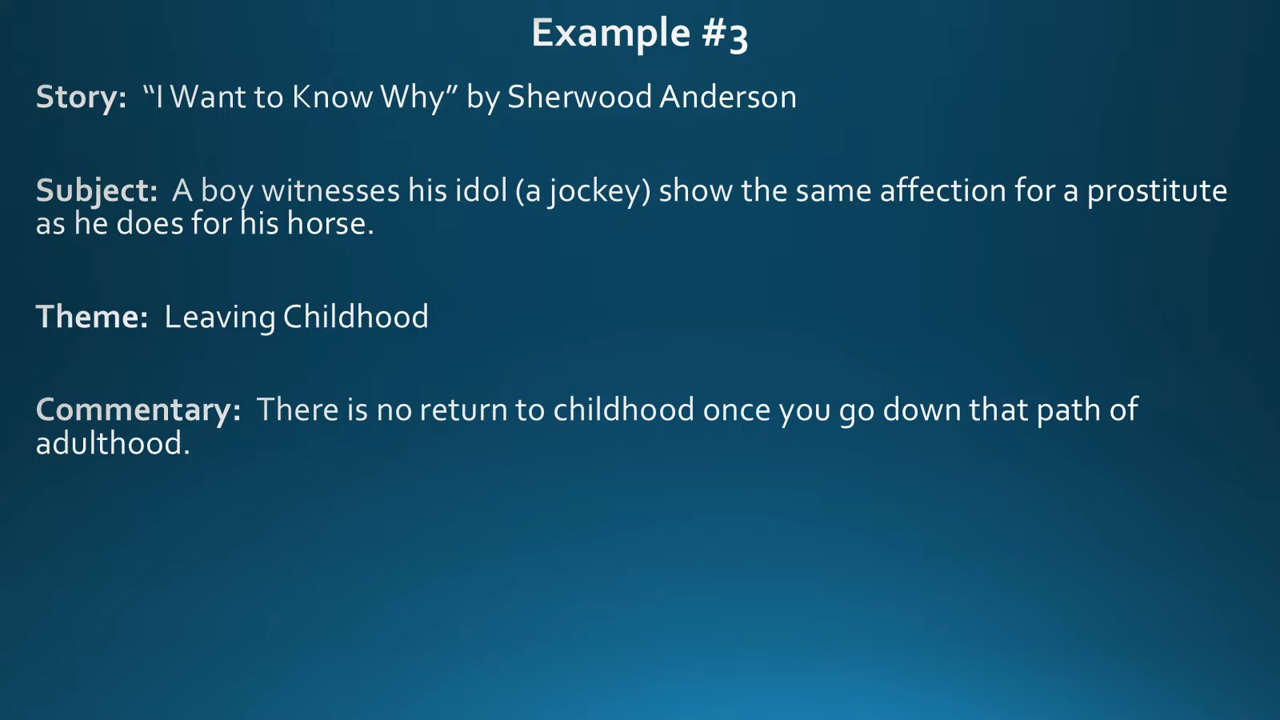 Example #3
Story: “I Want to Know Why” by Sherwood Anderson
Subject: A boy witnesses his idol (a jockey) show the same affection for a prostitute
as he does for his horse.
Theme: Leaving Childhood
Commentary: There is no return to childhood once you go down that path of
adulthood.